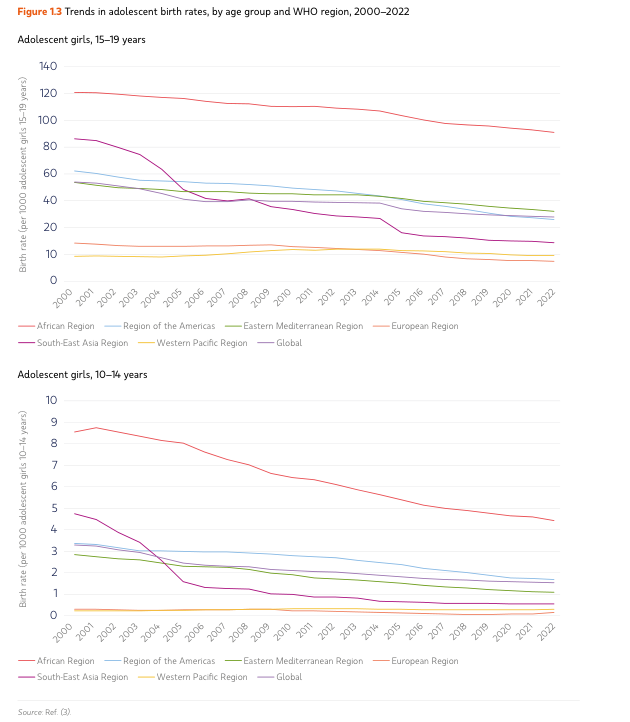 Figure 1.3 Trends in adolescent birth rates, by age group and WHO region, 2000–2022
Adolescent girls, 15–19 years
Birth rate (per 1000 adolescent girls 15–19 years)
140
120
100
80
60
40
20
10
0
2000 2001 2002 2003 2004 2005 2006 2007 2008 2009 2010 2011 2012 2013 2014 2015 2016 2017 2018 2019 2020 2021 2022
African Region Region of the Americas Eastern Mediterranean Region European Region
South-East Asia Region Western Pacific Region Global
Adolescent girls, 10–14 years
Birth rate (per 1000 adolescent girls 10–14 years)
10
9
8
7
6
5
4
3
2
1
0
2000 2001 2002 2003 2004 2005 2006 2007 2008 2009 2010 2011 2012 2013 2014 2015 2016 2017 2018 2019 2020 2021 2022
African Region Region of the Americas Eastern Mediterranean Region European Region
South-East Asia Region Western Pacific Region Global
Source: Ref. (3).